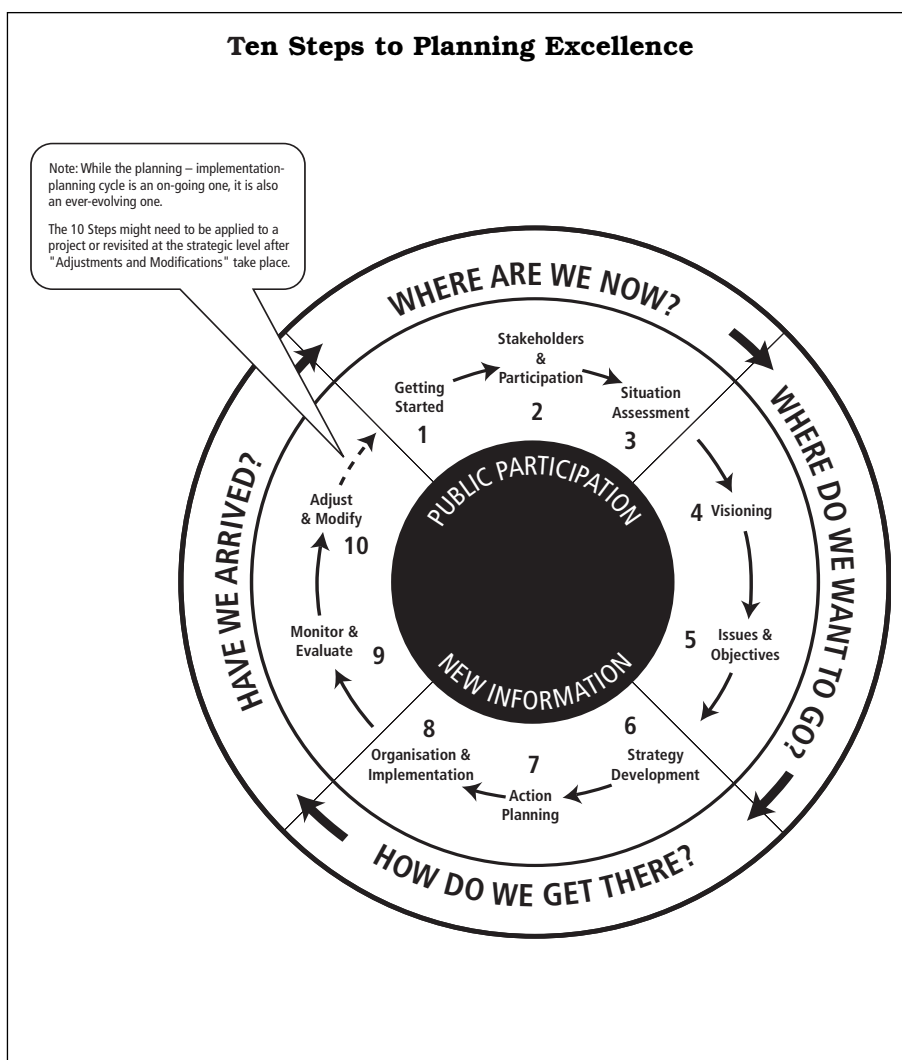 Ten Steps to Planning Excellence
Note: While the planning – implementation-
planning cycle is an on-going one, it is also
an ever-evolving one.
The 10 Steps might need to be applied to a
project or revisited at the strategic level after
"Adjustments and Modifications" take place.
WHERE ARE WE NOW?
Getting
Started
1
Stakeholders
&
Participation
2
Situation
Assessment
3
WHERE DO WE WANT TO GO?
4 Visioning
5 Issues &
Objectives
HOW DO WE GET THERE?
6
Strategy
Development
7
Action
Planning
8
Organisation &
Implementation
HAVE WE ARRIVED?
Monitor &
Evaluate 9
Adjust
& Modify
10
PUBLIC PARTICIPATION
NEW INFORMATION